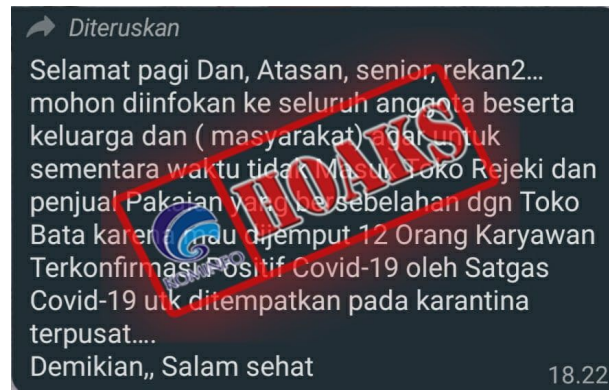 Diteruskan
Selamat pagi Dan, Atasan, senior, rekan2...
mohon diinfokan ke seluruh anggota beserta
keluarga dan ( masyarakat) agar untuk
sementara waktu tidak Masuk Toko Rejeki dan
penjual Pakaian yang bersebelahan dgn Toko
Bata karena mau dijemput 12 Orang Karyawan
Terkonfirmasi Positif Covid-19 oleh Satgas
Covid-19 utk ditempatkan pada karantina
terpusat....
Demikian,, Salam sehat
18.22
HOAKS
KOMINFO